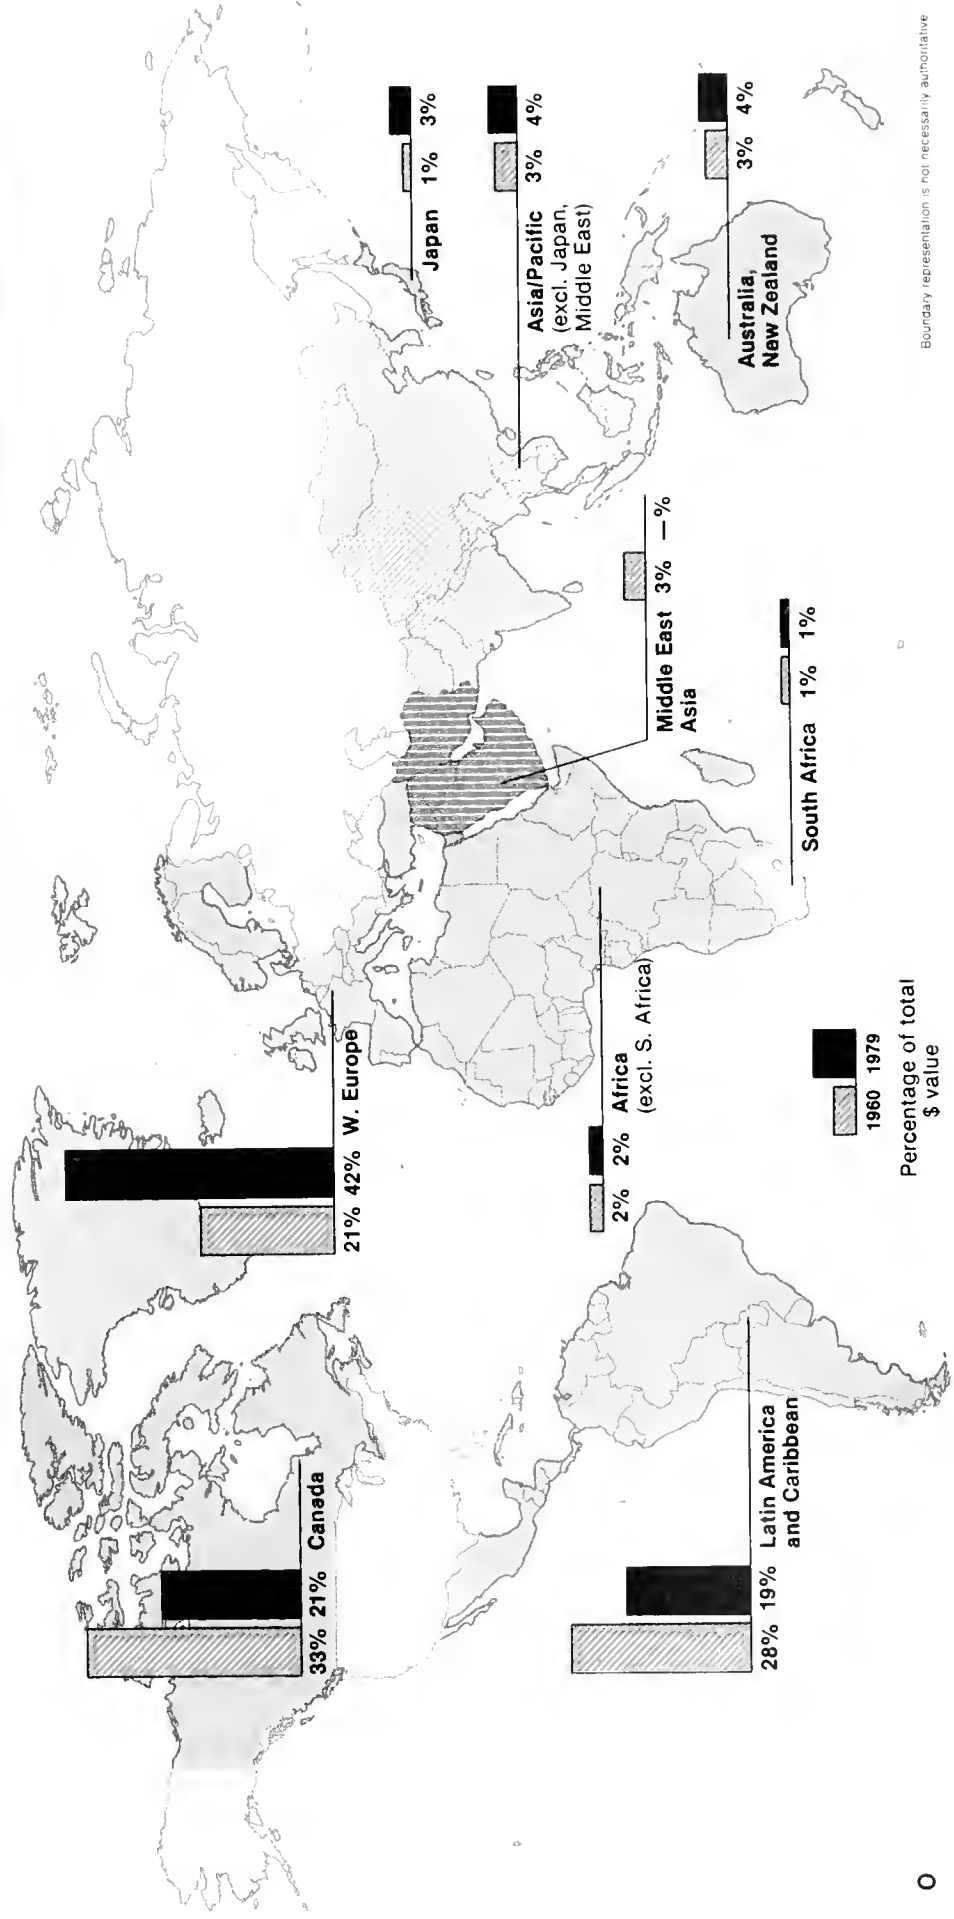 33% 21% Canada
21% 42% W. Europe
1% 3%
Japan
3% 4%
Asia/Pacific
(excl. Japan,
Middle East)
3% 4%
Australia,
New Zealand
3% —%
Middle East
Asia
1% 1%
South Africa
2% 2%
Africa
(excl. S. Africa)
28% 19%
Latin America
and Caribbean
1960 1979
Percentage of total
$ value
Boundary representation is not necessarily authoritative
O